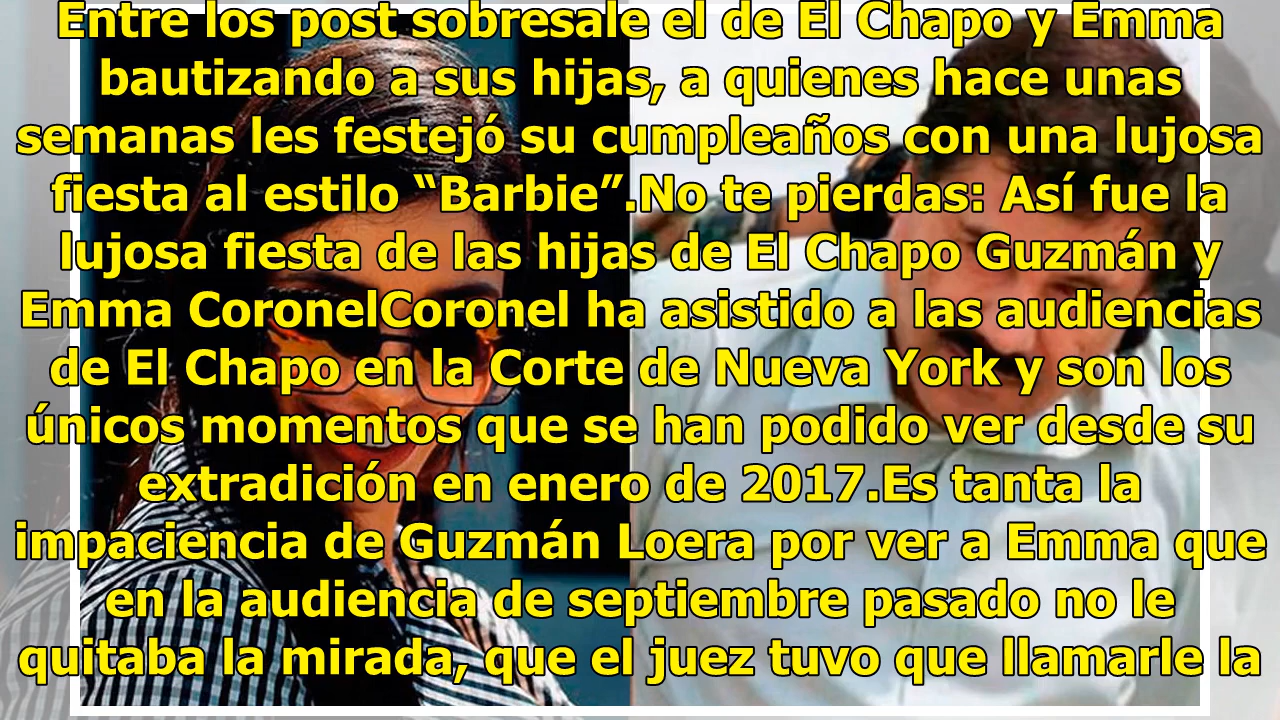 Entre los post sobresale el de El Chapo y Emma
bautizando a sus hijas, a quienes hace unas
semanas les festejó su cumpleaños con una lujosa
fiesta al estilo “Barbie”.No te pierdas: Así fue la
lujosa fiesta de las hijas de El Chapo Guzmán y
Emma CoronelCoronel ha asistido a las audiencias
de El Chapo en la Corte de Nueva York y son los
únicos momentos que se han podido ver desde su
extradición en enero de 2017.Es tanta la
impaciencia de Guzmán Loera por ver a Emma que
en la audiencia de septiembre pasado no le
quitaba la mirada, que el juez tuvo que llamarle la